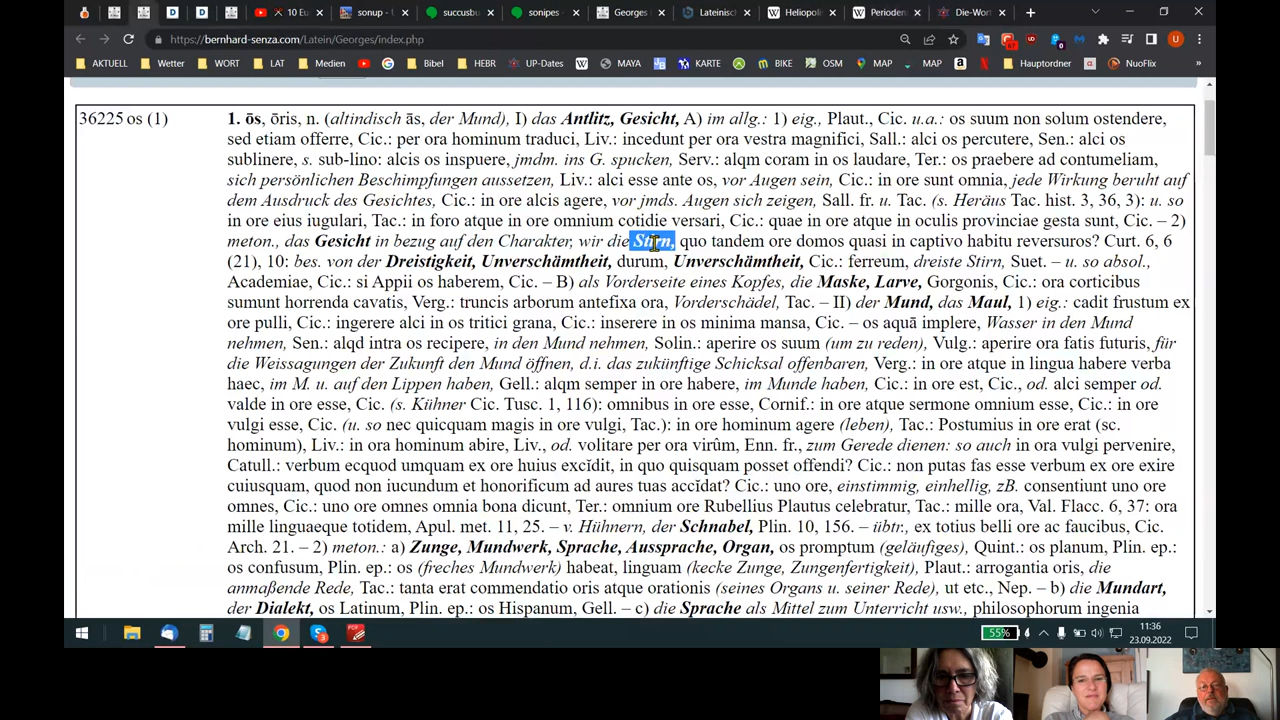 10 Eur
sonup - L
succusbu
sonipes -
Georges
Lateinisch
Heliopoli
Perioden
Die-Wort
https://bernhard-senza.com/Latein/Georges/index.php
AKTUELL
Wetter
WORT
LAT
Medien
Bibel
HEBR
UP-Dates
MAYA
KARTE
BIKE
OSM
MAP
MAP
Hauptordner
NuoFlix
36225 os (1)
1. ōs, ōris, n. (altindisch ās, der Mund), I) das Antlitz, Gesicht, A) im allg.: 1) eig., Plaut., Cic. u.a.: os suum non solum ostendere,
sed etiam offerre, Cic.: per ora hominum traduci, Liv.: incedunt per ora vestra magnifici, Sall.: alci os percutere, Sen.: alci os
sublinere, s. sub-lino: alcis os inspuere, jmdm. ins G. spucken, Serv.: alqm coram in os laudare, Ter.: os praebere ad contumeliam,
sich persönlichen Beschimpfungen aussetzen, Liv.: alci esse ante os, vor Augen sein, Cic.: in ore sunt omnia, jede Wirkung beruht auf
dem Ausdruck des Gesichtes, Cic.: in ore alcis agere, vor jmds. Augen sich zeigen, Sall. fr. u. Tac. (s. Heräus Tac. hist. 3, 36, 3): u. so
in ore eius iugulari, Tac.: in foro atque in ore omnium cotidie versari, Cic.: quae in ore atque in oculis provinciae gesta sunt, Cic. – 2)
meton., das Gesicht in bezug auf den Charakter, wir die Stirn, quo tandem ore domos quasi in captivo habitu reversuros? Curt. 6, 6
(21), 10: bes. von der Dreistigkeit, Unverschämtheit, durum, Unverschämtheit, Cic.: ferreum, dreiste Stirn, Suet. – u. so absol.,
Academiae, Cic.: si Appii os haberem, Cic. – B) als Vorderseite eines Kopfes, die Maske, Larve, Gorgonis, Cic.: ora corticibus
sumunt horrenda cavatis, Verg.: truncis arborum antefixa ora, Vorderschädel, Tac. – II) der Mund, das Maul, 1) eig.: cadit frustum ex
ore pulli, Cic.: ingerere alci in os tritici grana, Cic.: inserere in os minima mansa, Cic. – os aquā implere, Wasser in den Mund
nehmen, Sen.: alqd intra os recipere, in den Mund nehmen, Solin.: aperire os suum (um zu reden), Vulg.: aperire ora fatis futuris, für
die Weissagungen der Zukunft den Mund öffnen, d.i. das zukünftige Schicksal offenbaren, Verg.: in ore atque in lingua habere verba
haec, im M. u. auf den Lippen haben, Gell.: alqm semper in ore habere, im Munde haben, Cic.: in ore est, Cic., od. alci semper od.
valde in ore esse, Cic. (s. Kühner Cic. Tusc. 1, 116): omnibus in ore esse, Cornif.: in ore atque sermone omnium esse, Cic.: in ore
vulgi esse, Cic. (u. so nec quicquam magis in ore vulgi, Tac.): in ore hominum agere (leben), Tac.: Postumius in ore erat (sc.
hominum), Liv.: in ora hominum abire, Liv., od. volitare per ora virûm, Enn. fr., zum Gerede dienen: so auch in ora vulgi pervenire,
Catull.: verbum ecquod umquam ex ore huius excĭdit, in quo quisquam posset offendi? Cic.: non putas fas esse verbum ex ore exire
cuiusquam, quod non iucundum et honorificum ad aures tuas accĭdat? Cic.: uno ore, einstimmig, einhellig, zB. consentiunt uno ore
omnes, Cic.: uno ore omnes omnia bona dicunt, Ter.: omnium ore Rubellius Plautus celebratur, Tac.: mille ora, Val. Flacc. 6, 37: ora
mille linguaeque totidem, Apul. met. 11, 25. – v. Hühnern, der Schnabel, Plin. 10, 156. – übtr., ex totius belli ore ac faucibus, Cic.
Arch. 21. – 2) meton.: a) Zunge, Mundwerk, Sprache, Aussprache, Organ, os promptum (geläufiges), Quint.: os planum, Plin. ep.:
os confusum, Plin. ep.: os (freches Mundwerk) habeat, linguam (kecke Zunge, Zungenfertigkeit), Plaut.: arrogantia oris, die
anmaßende Rede, Tac.: tanta erat commendatio oris atque orationis (seines Organs u. seiner Rede), ut etc., Nep. – b) die Mundart,
der Dialekt, os Latinum, Plin. ep.: os Hispanum, Gell. – c) die Sprache als Mittel zum Unterricht usw., philosophorum ingenia
55%
11:36
23.09.2022